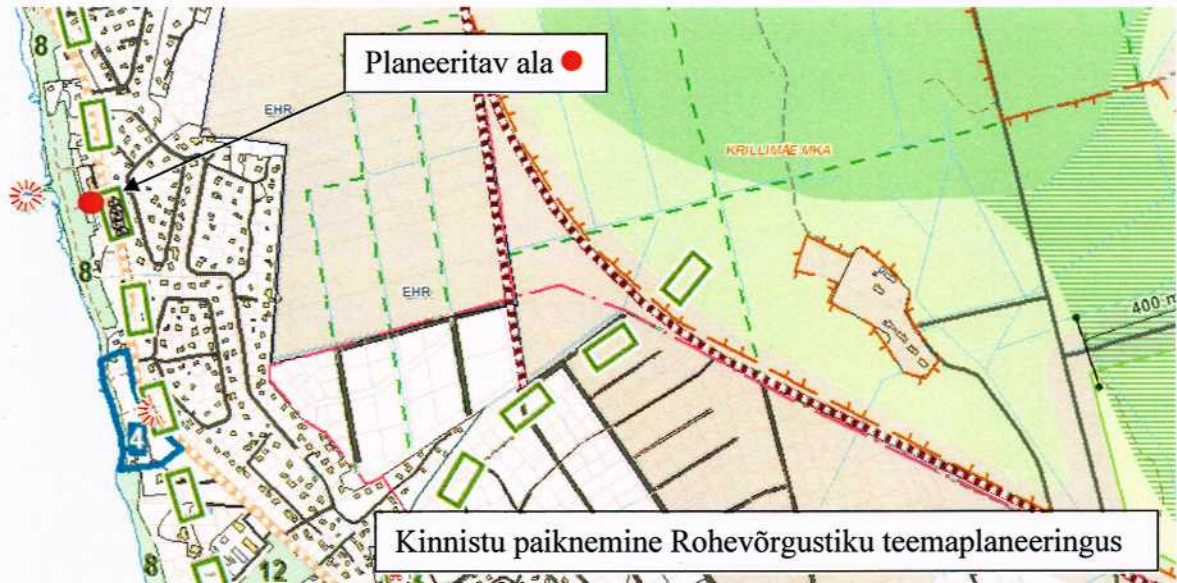 8
Planeeritav ala
EHR
KRILLIMÄE MKA
8
EHR
400 m
4
Kinnistu paiknemine Rohevõrgustiku teemaplaneeringus
8
12